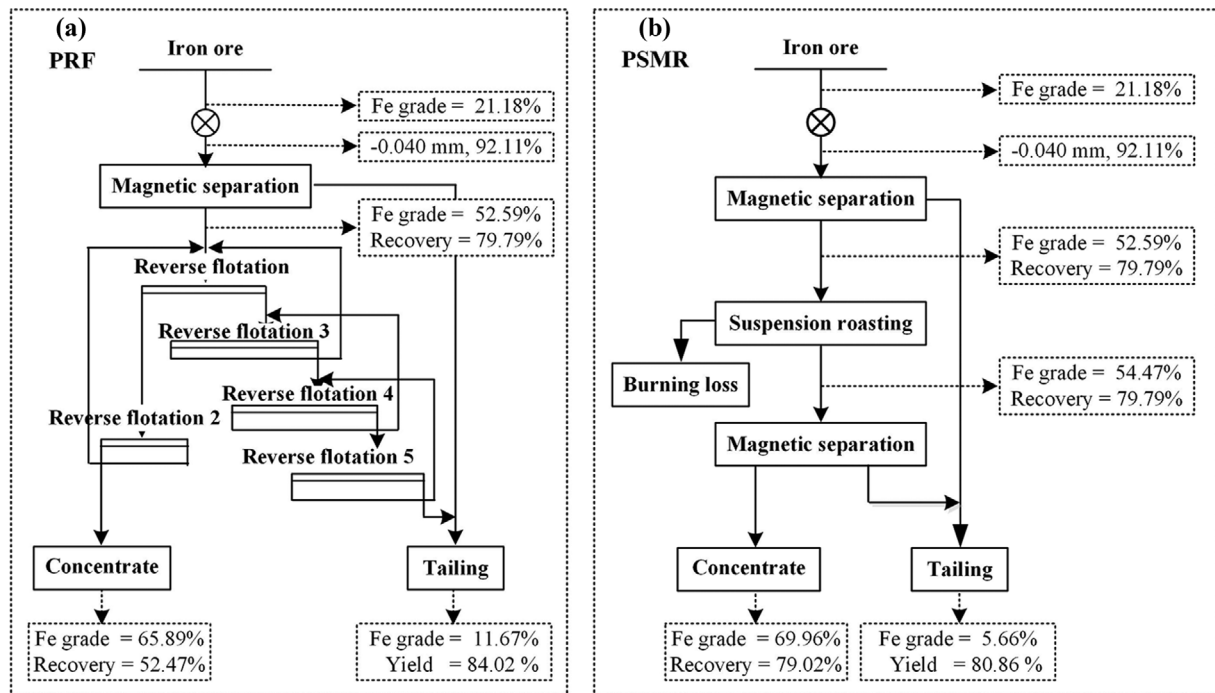 (a)
PRF
Iron ore
Fe grade = 21.18%
-0.040 mm, 92.11%
Magnetic separation
Fe grade = 52.59%
Recovery = 79.79%
Reverse flotation
Reverse flotation 3
Reverse flotation 4
Reverse flotation 2
Reverse flotation 5
Concentrate
Tailing
Fe grade = 65.89%
Recovery = 52.47%
Fe grade = 11.67%
Yield = 84.02 %
(b)
PSMR
Iron ore
Fe grade = 21.18%
-0.040 mm, 92.11%
Magnetic separation
Fe grade = 52.59%
Recovery = 79.79%
Suspension roasting
Burning loss
Fe grade = 54.47%
Recovery = 79.79%
Magnetic separation
Concentrate
Tailing
Fe grade = 69.96%
Recovery = 79.02%
Fe grade = 5.66%
Yield = 80.86 %